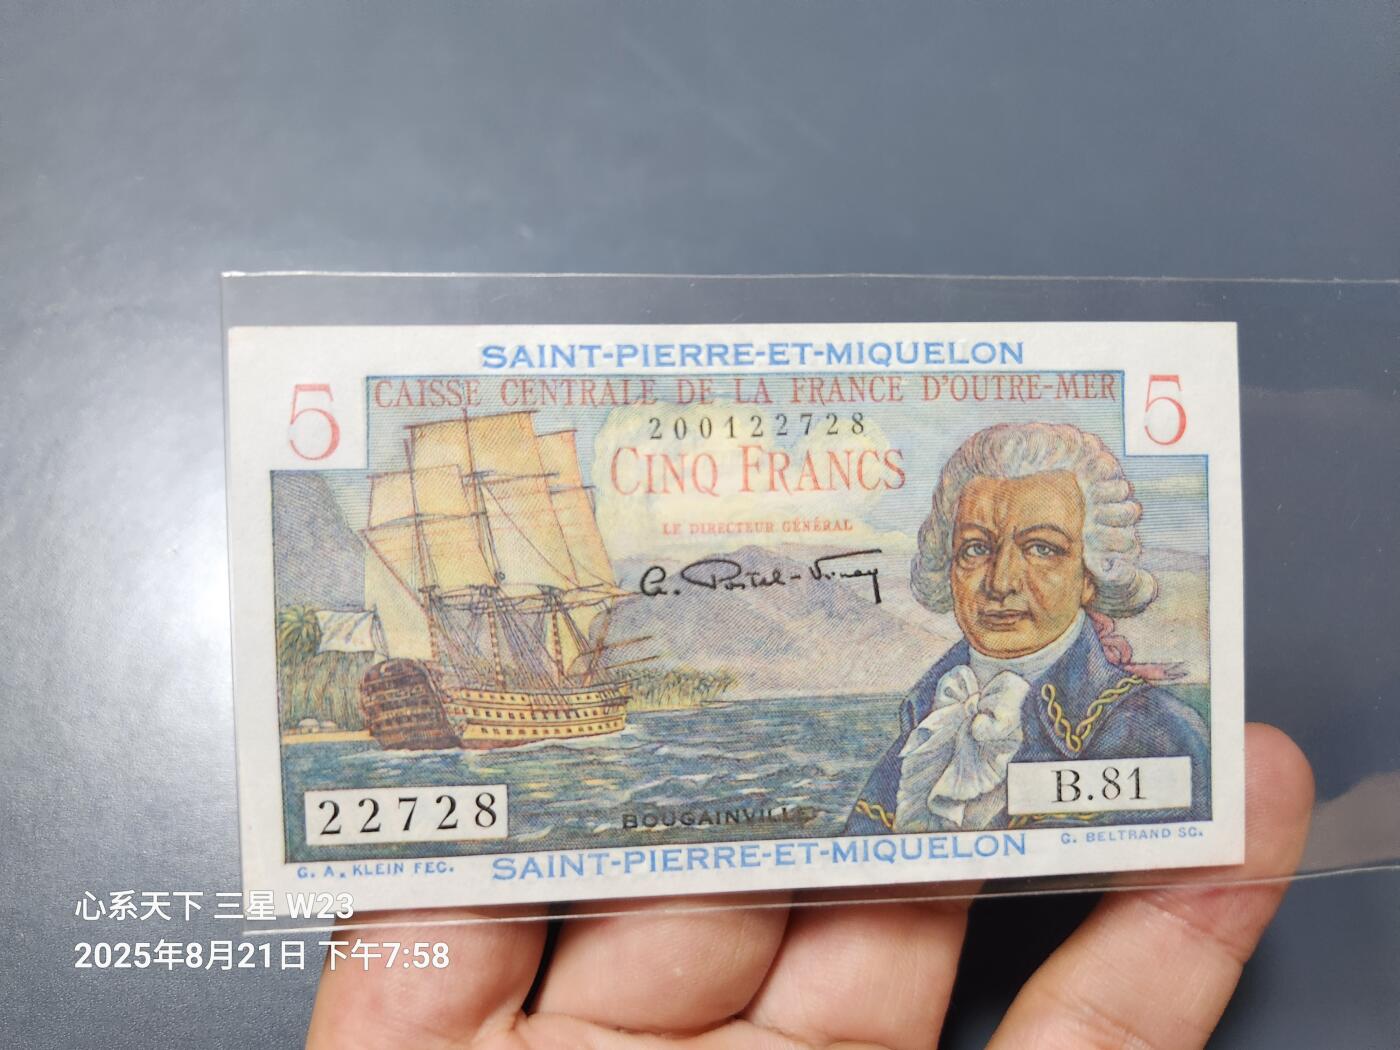 SAINT-PIERRE-ET-MIQUELON
5 CAISSE CENTRALE DE LA FRANCE D'OUTRE-MER 5
200122728
CINQ FRANCS
LE DIRECTEUR GÉNÉRAL
A. Postel-Vinay
22728
B.81
BOUGAINVILLE
G. A. KLEIN FEC.
SAINT-PIERRE-ET-MIQUELON
G. BELTRAND SC.
心系天下 三星 W23
2025年8月21日 下午7:58